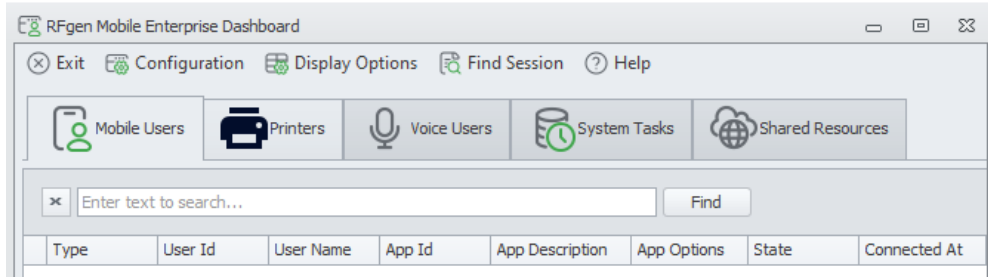 RFgen Mobile Enterprise Dashboard
Exit Configuration Display Options Find Session Help
Mobile Users Printers Voice Users System Tasks Shared Resources
Enter text to search... Find
Type User Id User Name App Id App Description App Options State Connected At